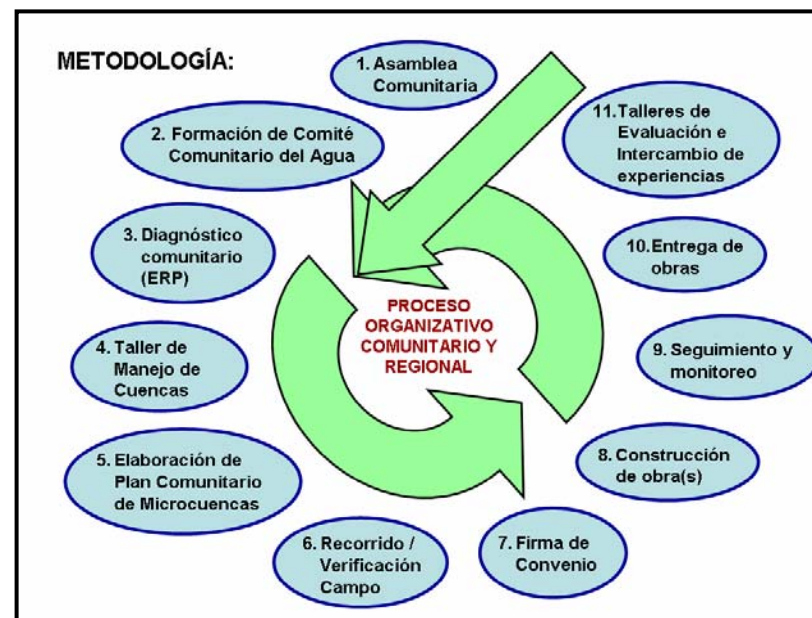 METODOLOGÍA:
1. Asamblea
Comunitaria
2. Formación de Comité
Comunitario del Agua
3. Diagnóstico
comunitario
(ERP)
4. Taller de
Manejo de
Cuencas
5. Elaboración de
Plan Comunitario
de Microcuencas
6. Recorrido /
Verificación
Campo
7. Firma de
Convenio
8. Construcción
de obra(s)
9. Seguimiento y
monitoreo
10. Entrega de
obras
11. Talleres de
Evaluación e
Intercambio de
experiencias
PROCESO
ORGANIZATIVO
COMUNITARIO Y
REGIONAL